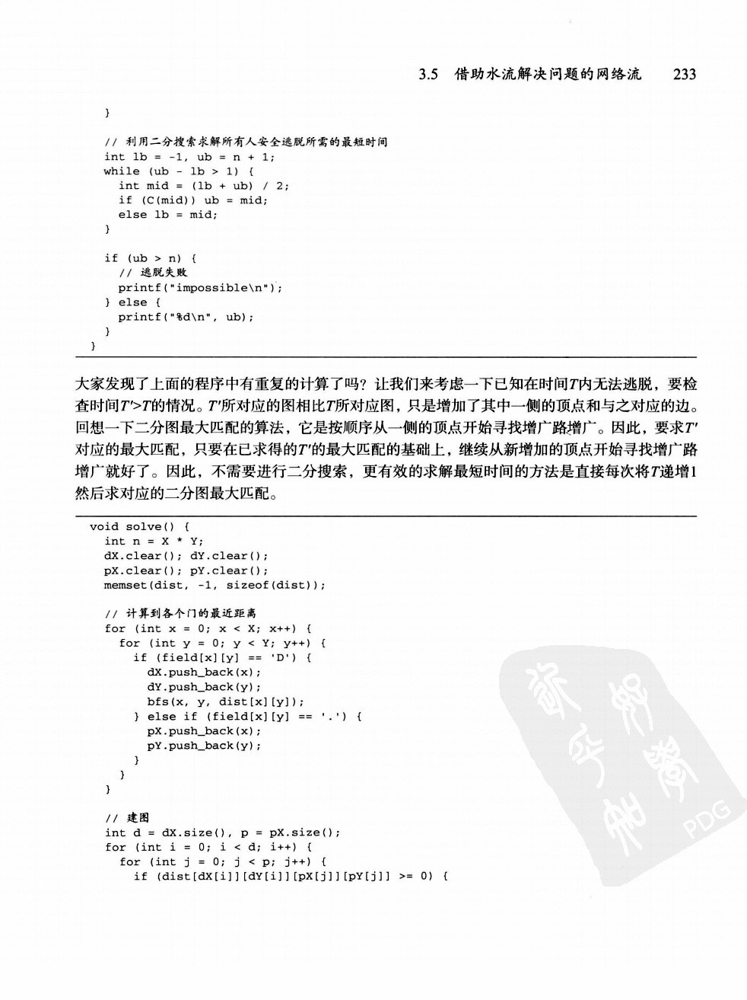 3.5 借助水流解决问题的网络流 233
}
// 利用二分搜索求解所有人安全逃脱所需的最短时间
int lb = -1, ub = n + 1;
while (ub - lb > 1) {
int mid = (lb + ub) / 2;
if (C(mid)) ub = mid;
else lb = mid;
}
if (ub > n) {
// 逃脱失败
printf("impossible\n");
} else {
printf("%d\n", ub);
}
}
大家发现了上面的程序中有重复的计算了吗？让我们来考虑一下已知在时间T内无法逃脱，要检
查时间T'>T的情况。T'所对应的图相比T所对应图，只是增加了其中一侧的顶点和与之对应的边。
回想一下二分图最大匹配的算法，它是按顺序从一侧的顶点开始寻找增广路增广。因此，要求T'
对应的最大匹配，只要在已求得的T'的最大匹配的基础上，继续从新增加的顶点开始寻找增广路
增广就好了。因此，不需要进行二分搜索，更有效的求解最短时间的方法是直接每次将T递增1
然后求对应的二分图最大匹配。
void solve() {
int n = X * Y;
dX.clear(); dY.clear();
pX.clear(); pY.clear();
memset(dist, -1, sizeof(dist));
// 计算到各个门的最近距离
for (int x = 0; x < X; x++) {
for (int y = 0; y < Y; y++) {
if (field[x][y] == 'D') {
dX.push_back(x);
dY.push_back(y);
bfs(x, y, dist[x][y]);
} else if (field[x][y] == '.') {
pX.push_back(x);
pY.push_back(y);
}
}
}
// 建图
int d = dX.size(), p = pX.size();
for (int i = 0; i < d; i++) {
for (int j = 0; j < p; j++) {
if (dist[dX[i]][dY[i]][pX[j]][pY[j]] >= 0) {
PDG